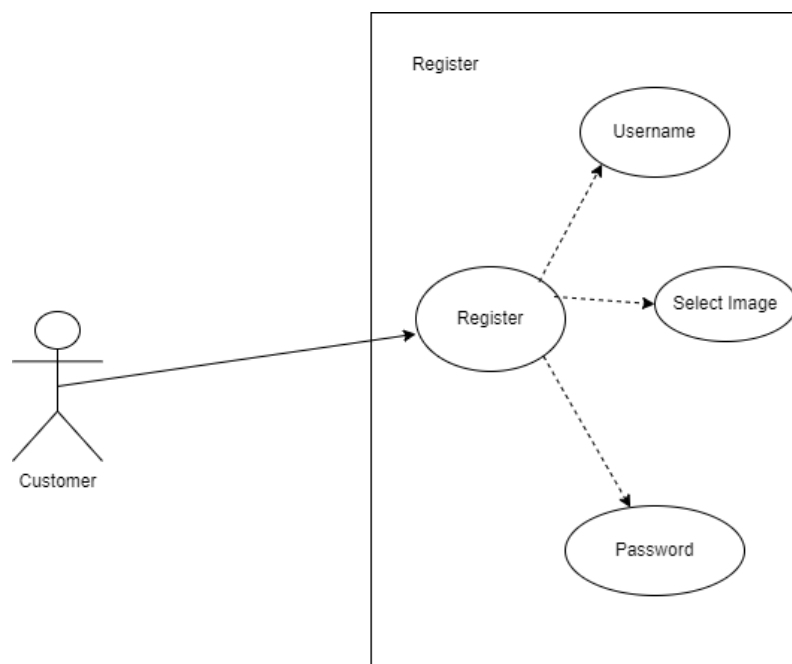 Register
Username
Select Image
Register
Customer
Password